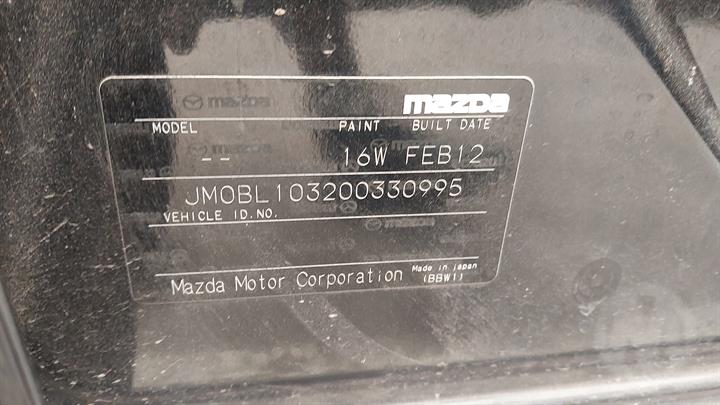 mazda
MODEL PAINT BUILT DATE
-- 16W FEB12
JM0BL103200330995
VEHICLE ID.NO.
Mazda Motor Corporation Made in japan
(BBW1)